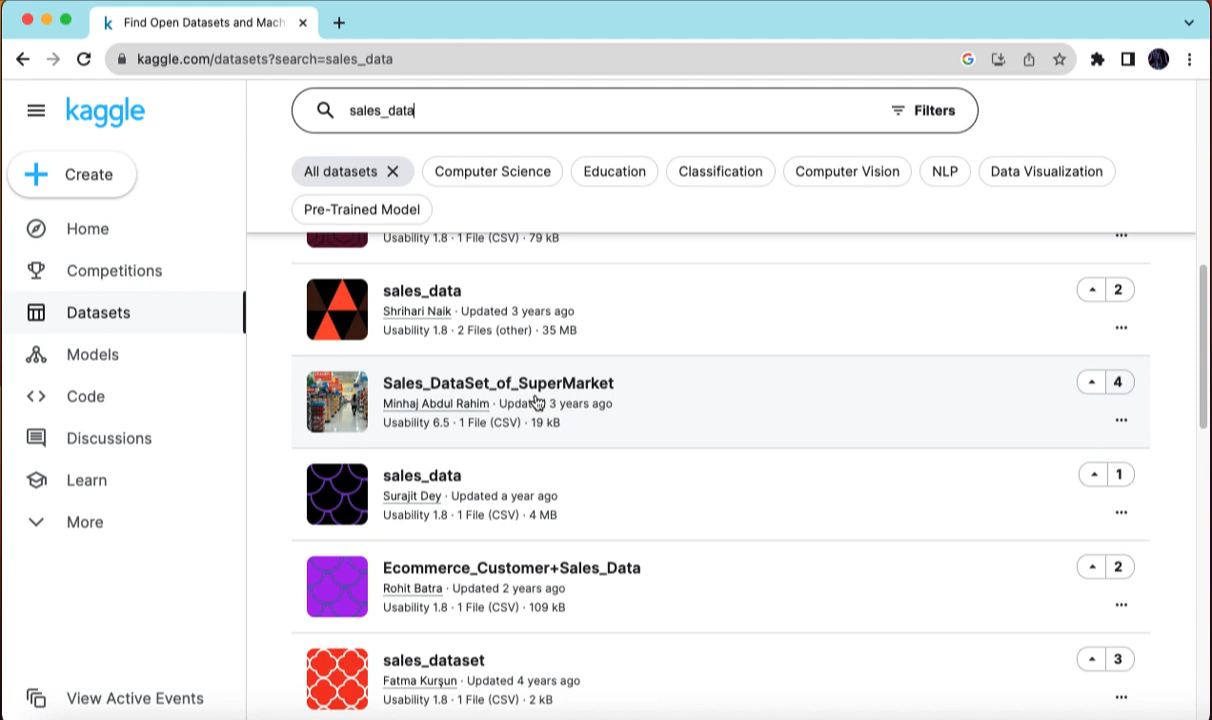 Find Open Datasets and Mach
kaggle.com/datasets?search=sales_data
kaggle
sales_data
Filters
Create
All datasets
Computer Science
Education
Classification
Computer Vision
NLP
Data Visualization
Pre-Trained Model
Home
Competitions
Datasets
Models
Code
Discussions
Learn
More
View Active Events
Usability 1.8 · 1 File (CSV) · 79 kB
sales_data
Shrihari Naik · Updated 3 years ago
Usability 1.8 · 2 Files (other) · 35 MB
2
Sales_DataSet_of_SuperMarket
Minhaj Abdul Rahim · Updated 3 years ago
Usability 6.5 · 1 File (CSV) · 19 kB
4
sales_data
Surajit Dey · Updated a year ago
Usability 1.8 · 1 File (CSV) · 4 MB
1
Ecommerce_Customer+Sales_Data
Rohit Batra · Updated 2 years ago
Usability 1.8 · 1 File (CSV) · 109 kB
2
sales_dataset
Fatma Kurşun · Updated 4 years ago
Usability 1.8 · 1 File (CSV) · 2 kB
3